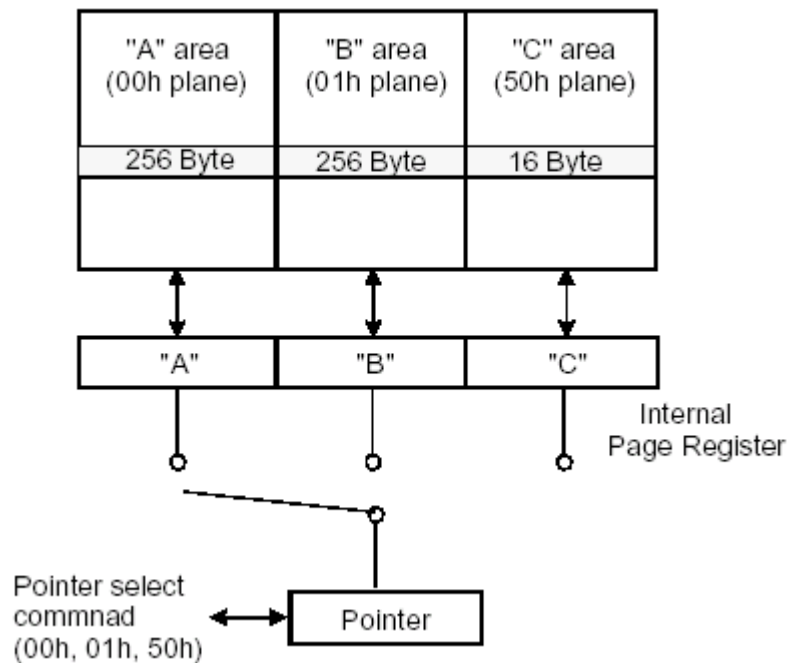 "A" area
(00h plane)
"B" area
(01h plane)
"C" area
(50h plane)
256 Byte
256 Byte
16 Byte
"A"
"B"
"C"
Internal
Page Register
Pointer select
commnad
(00h, 01h, 50h)
Pointer